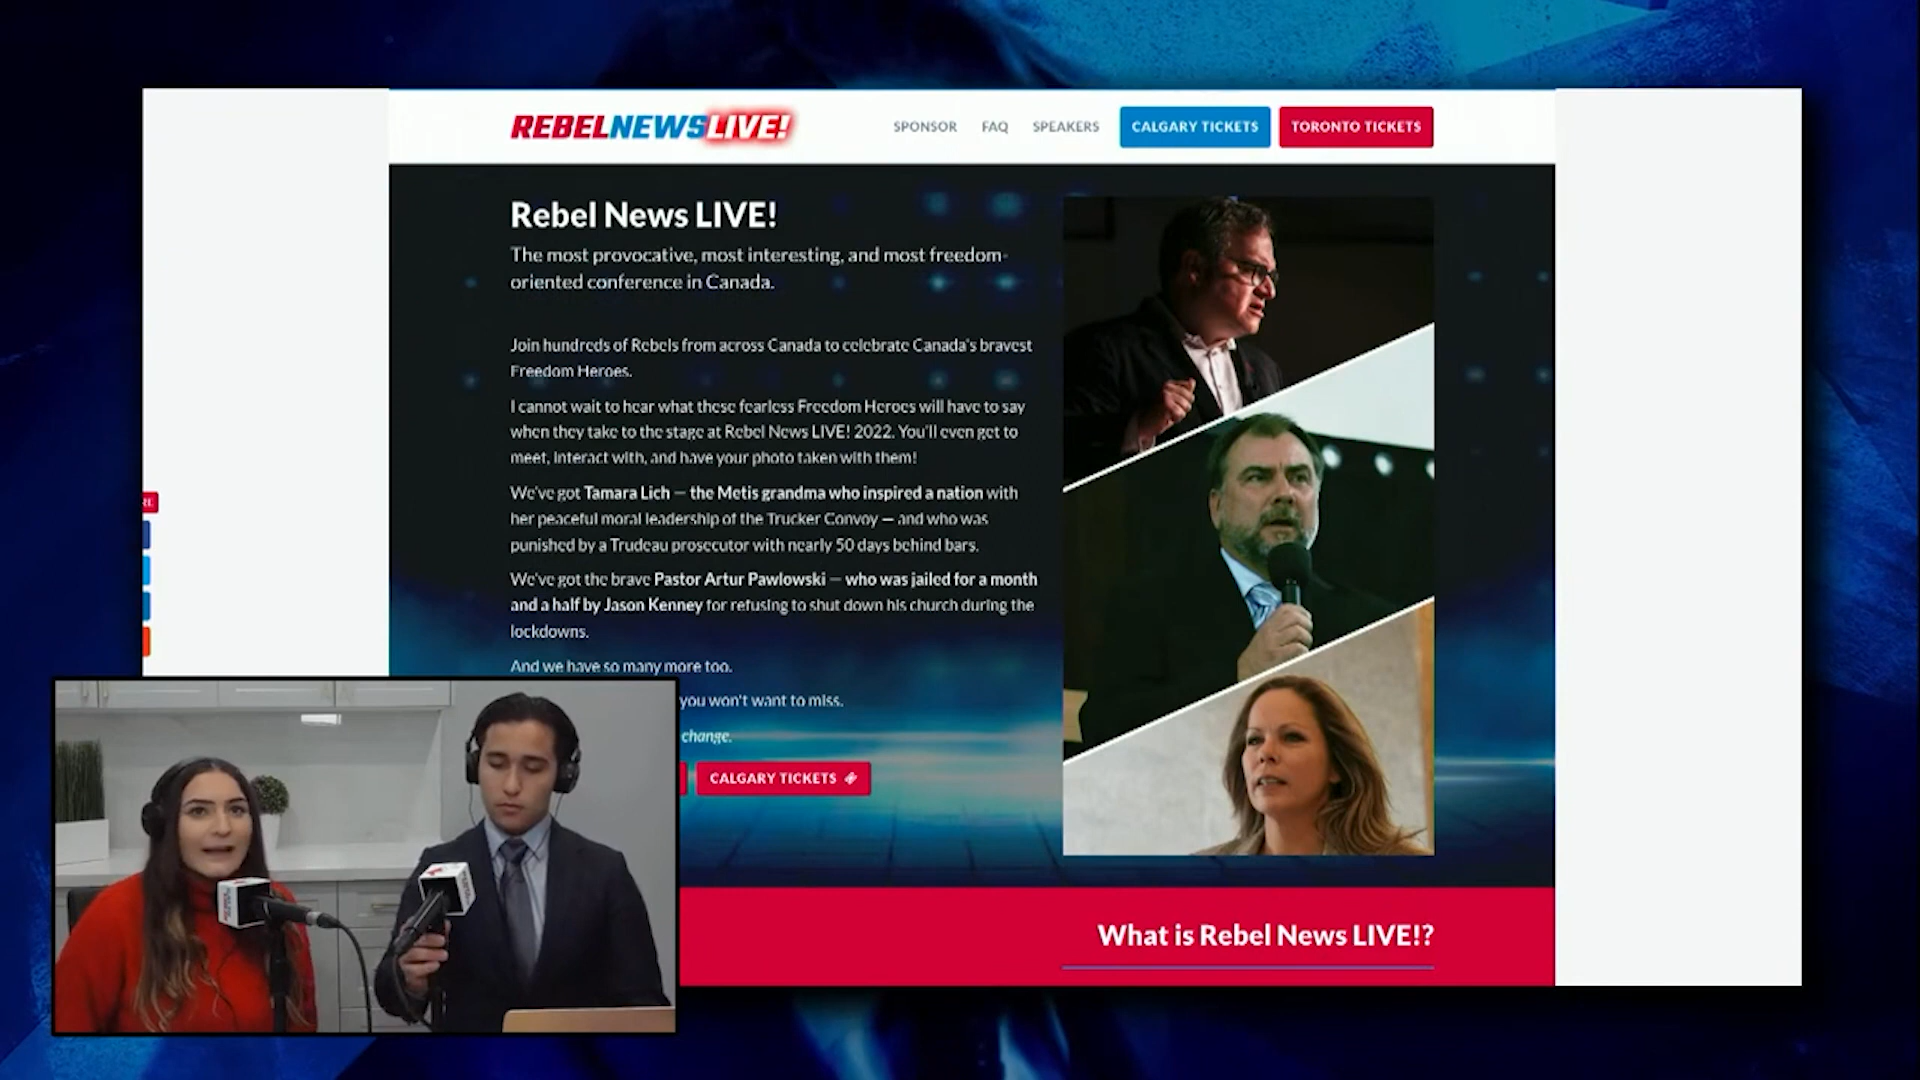 REBELNEWSLIVE!
SPONSOR
FAQ
SPEAKERS
CALGARY TICKETS
TORONTO TICKETS
Rebel News LIVE!
The most provocative, most interesting, and most freedom-
oriented conference in Canada.
Join hundreds of Rebels from across Canada to celebrate Canada's bravest
Freedom Heroes.
I cannot wait to hear what these fearless Freedom Heroes will have to say
when they take to the stage at Rebel News LIVE! 2022. You'll even get to
meet, interact with, and have your photo taken with them!
We've got Tamara Lich — the Metis grandma who inspired a nation with
her peaceful moral leadership of the Trucker Convoy — and who was
punished by a Trudeau prosecutor with nearly 50 days behind bars.
We've got the brave Pastor Artur Pawlowski — who was jailed for a month
and a half by Jason Kenney for refusing to shut down his church during the
lockdowns.
And we have so many more too.
you won't want to miss.
change.
CALGARY TICKETS
What is Rebel News LIVE!?